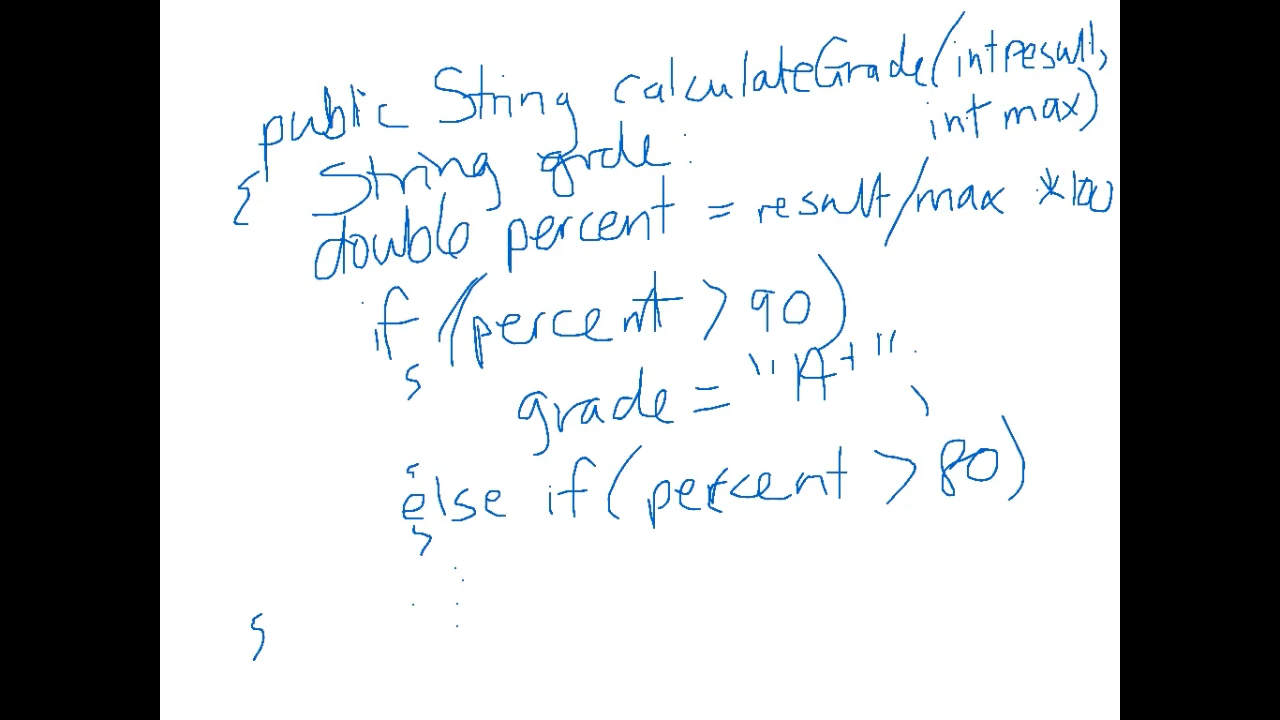 public String calculateGrade(int result,
int max)
{ String grde
double percent = result/max *100
if (percent > 90)
{
grade = "A+";
}
else if (percent > 80)
{
}